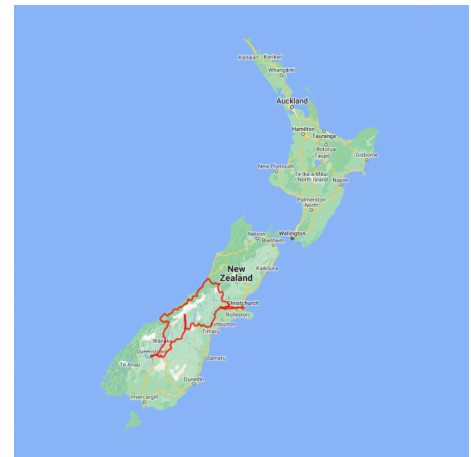 Kaitaia
Kerikeri
Whangārei
Auckland
Hamilton
Tauranga
Rotorua
Taupō
Gisborne
New Plymouth
Te Ika-a-Māui
North Island
Napier
Palmerston
North
Nelson
Wellington
Blenheim
New
Zealand
Kaikōura
Christchurch
Rolleston
Ashburton
Timaru
Wānaka
Queenstown
Te Anau
Oamaru
Dunedin
Invercargill